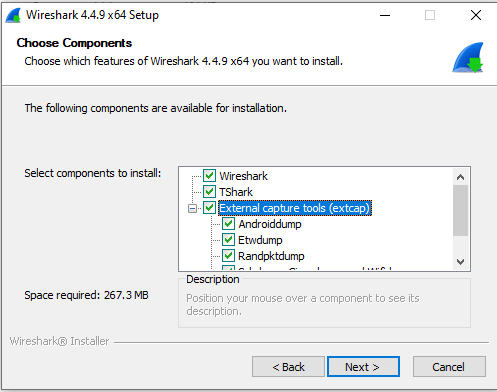 Wireshark 4.4.9 x64 Setup
Choose Components
Choose which features of Wireshark 4.4.9 x64 you want to install.
The following components are available for installation.
Select components to install:
Wireshark
TShark
External capture tools (extcap)
Androiddump
Etwdump
Randpktdump
Space required: 267.3 MB
Description
Position your mouse over a component to see its
description.
Wireshark® Installer
< Back
Next >
Cancel